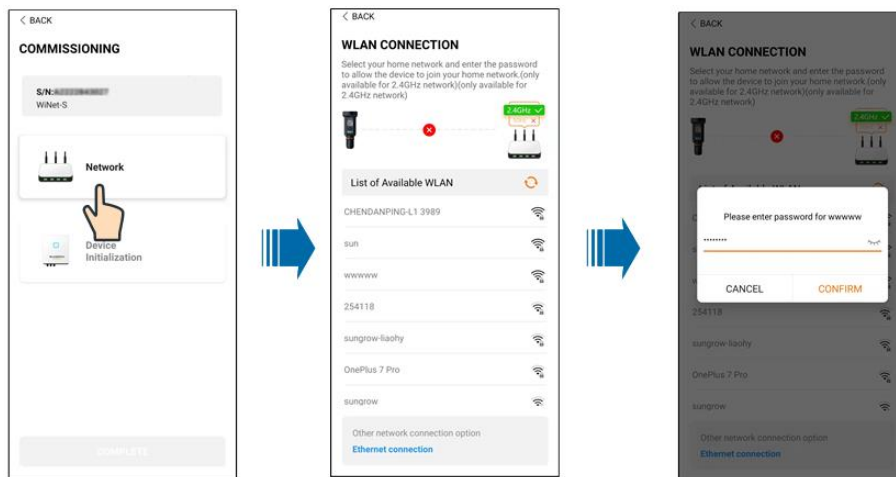 < BACK
COMMISSIONING
S/N:
WiNet-S
Network
Device
Initialization
COMPLETE
< BACK
WLAN CONNECTION
Select your home network and enter the password
to allow the device to join your home network.(only
available for 2.4GHz network)(only available for
2.4GHz network)
2.4GHz
List of Available WLAN
CHENDANPING-L1 3989
sun
wwwww
254118
sungrow-liaohy
OnePlus 7 Pro
sungrow
Other network connection option
Ethernet connection
< BACK
WLAN CONNECTION
Select your home network and enter the password
to allow the device to join your home network.(only
available for 2.4GHz network)(only available for
2.4GHz network)
2.4GHz
Please enter password for wwwww
········
CANCEL CONFIRM
254118
sungrow-liaohy
OnePlus 7 Pro
sungrow
Other network connection option
Ethernet connection